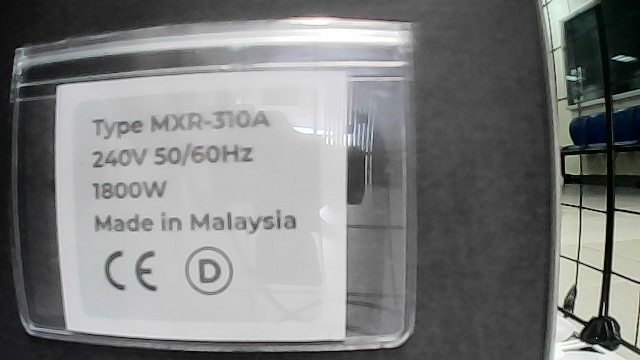 Type MXR-310A
240V 50/60Hz
1800W
Made in Malaysia
CE D